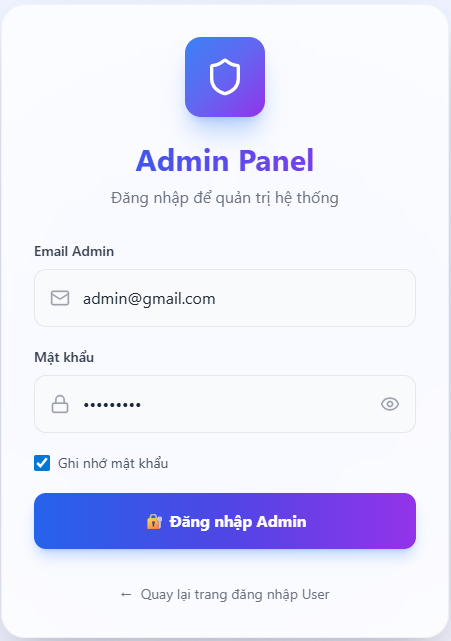 Admin Panel
Đăng nhập để quản trị hệ thống
Email Admin
admin@gmail.com
Mật khẩu
•••••••••
Ghi nhớ mật khẩu
🔐 Đăng nhập Admin
← Quay lại trang đăng nhập User